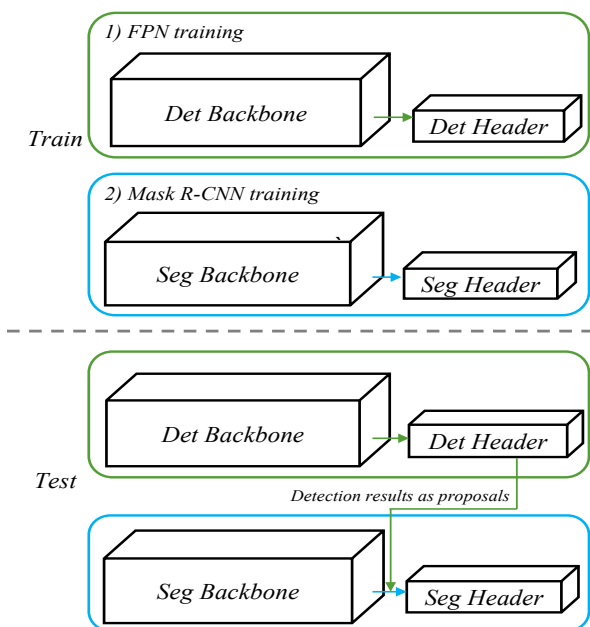 1) FPN training
Det Backbone
Det Header
Train
2) Mask R-CNN training
Seg Backbone
Seg Header
Det Backbone
Det Header
Test
Detection results as proposals
Seg Backbone
Seg Header